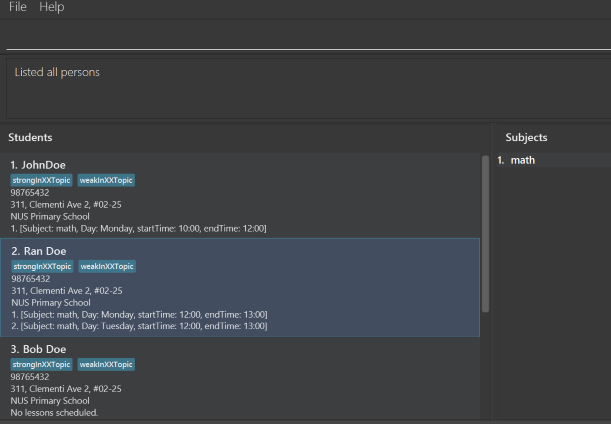 File Help
Listed all persons
Students
1. JohnDoe
strongInXXTopic weakInXXTopic
98765432
311, Clementi Ave 2, #02-25
NUS Primary School
1. [Subject: math, Day: Monday, startTime: 10:00, endTime: 12:00]
2. Ran Doe
strongInXXTopic weakInXXTopic
98765432
311, Clementi Ave 2, #02-25
NUS Primary School
1. [Subject: math, Day: Monday, startTime: 12:00, endTime: 13:00]
2. [Subject: math, Day: Tuesday, startTime: 12:00, endTime: 13:00]
3. Bob Doe
strongInXXTopic weakInXXTopic
98765432
311, Clementi Ave 2, #02-25
NUS Primary School
No lessons scheduled.
Subjects
1. math